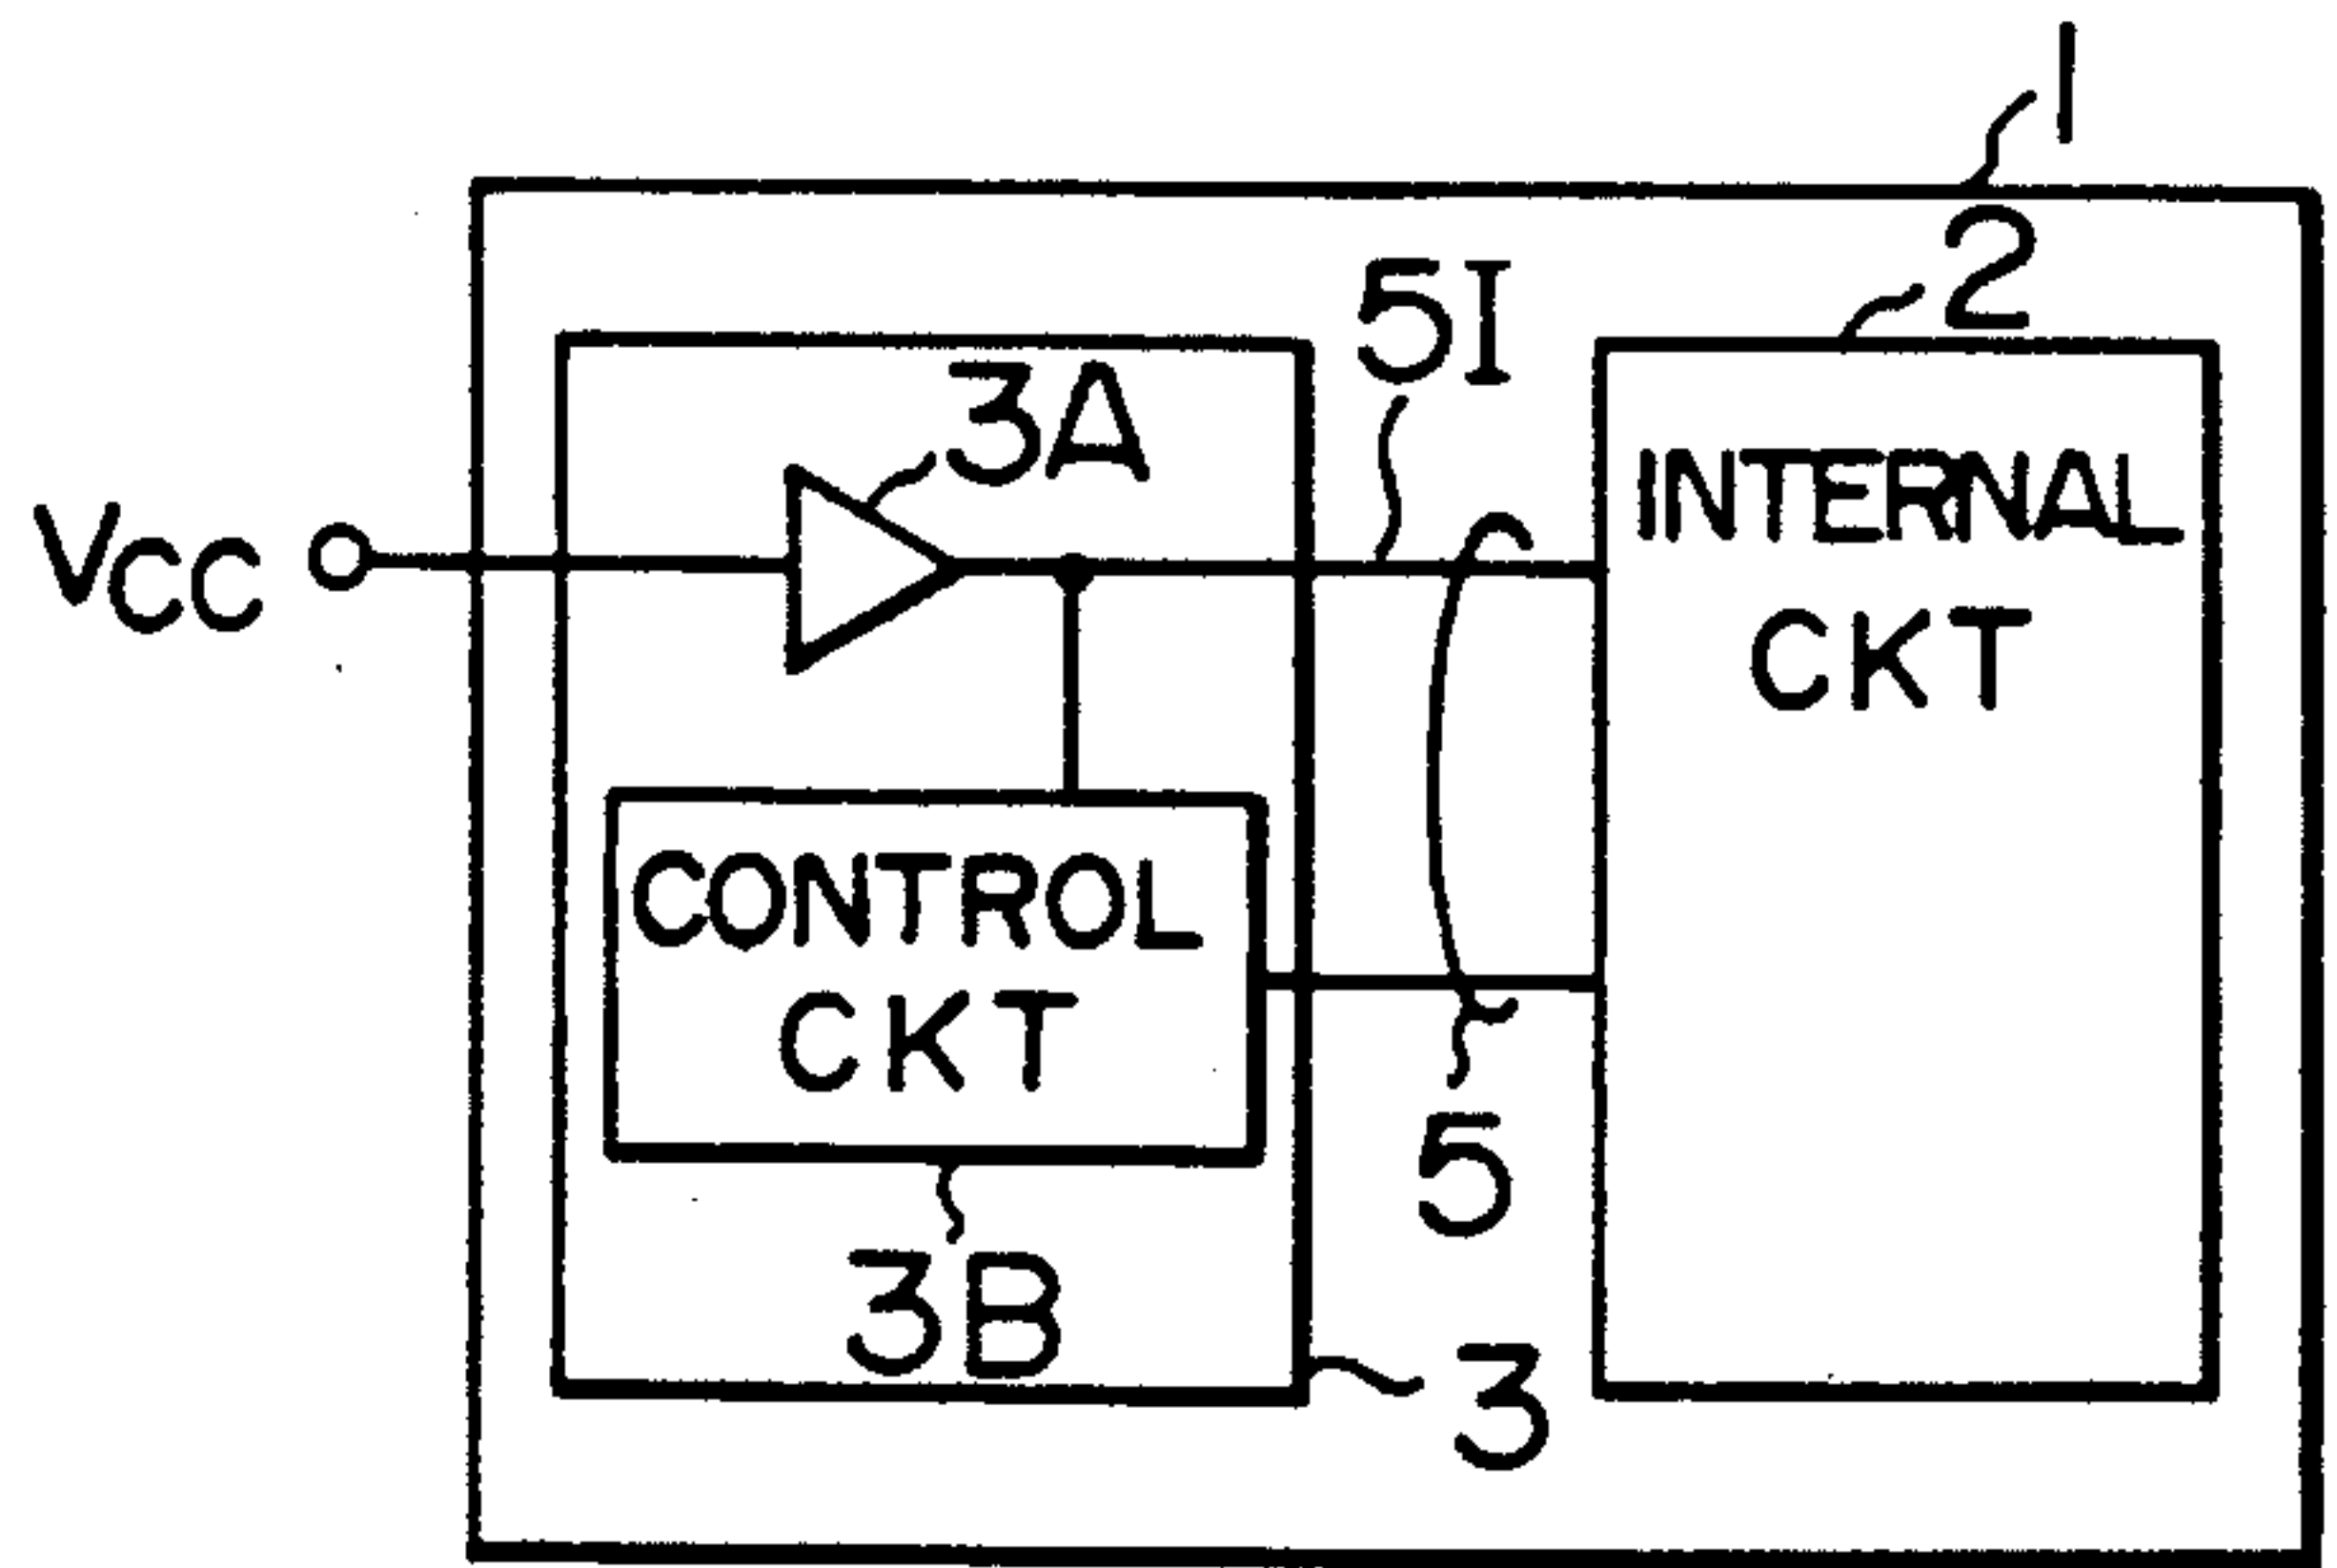 1
2
5I
3A
INTERNAL
CKT
VCC
CONTROL
CKT
5
3B
3